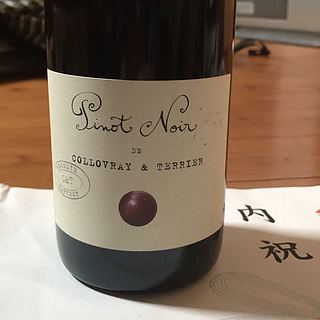 Pinot Noir
DE
COLLOVRAY & TERRIER
C&T
内
祝